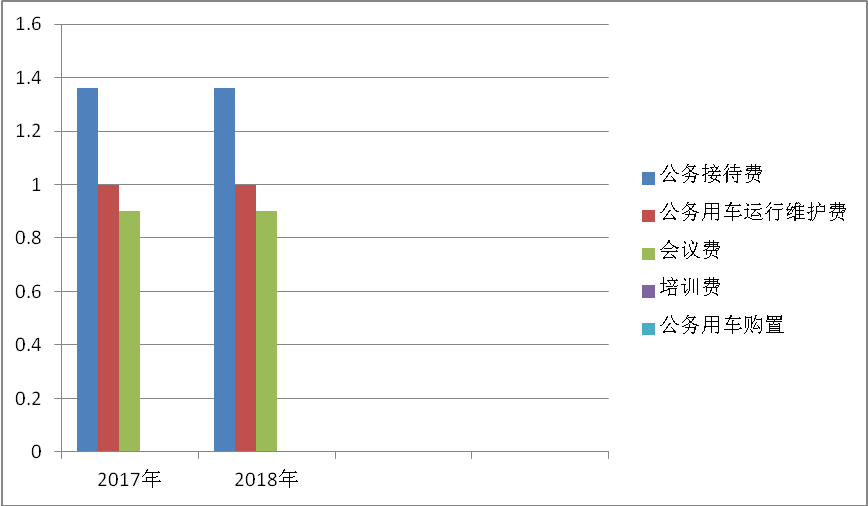 1.6
1.4
1.2
1
0.8
0.6
0.4
0.2
0
2017年
2018年
公务接待费
公务用车运行维护费
会议费
培训费
公务用车购置